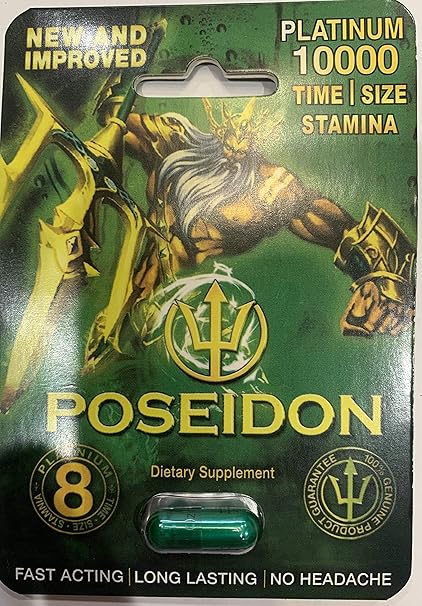 NEW AND
IMPROVED
PLATINUM
10000
TIME | SIZE
STAMINA
POSEIDON
Dietary Supplement
PLATINIUM
8
STAMINA • SIZE • TIME
100% GENUINE PRODUCT GUARANTEE
FAST ACTING | LONG LASTING | NO HEADACHE